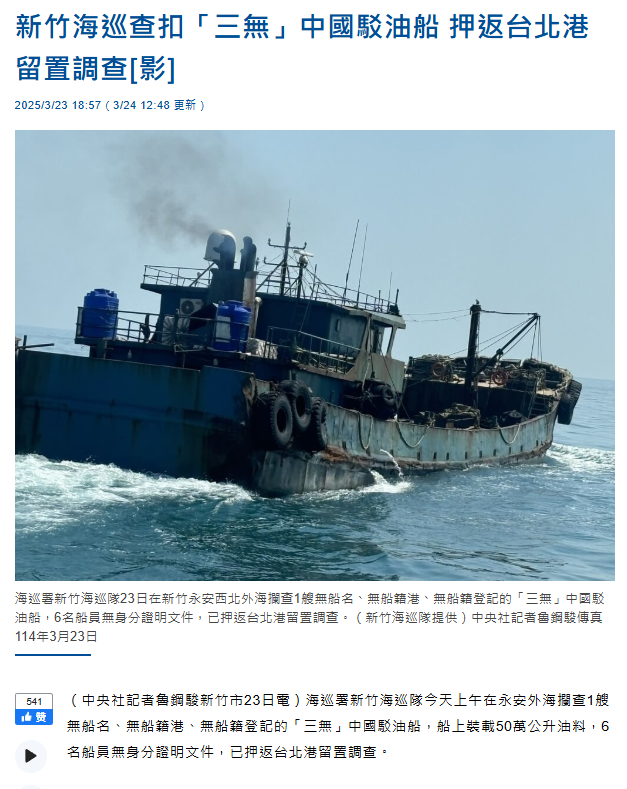 新竹海巡查扣「三無」中國駁油船 押返台北港
留置調查[影]
2025/3/23 18:57（3/24 12:48 更新）
海巡署新竹海巡隊23日在新竹永安西北外海攔查1艘無船名、無船籍港、無船籍登記的「三無」中國駁
油船，6名船員無身分證明文件，已押返台北港留置調查。（新竹海巡隊提供）中央社記者魯鋼駿傳真
114年3月23日
541
赞
（中央社記者魯鋼駿新竹市23日電）海巡署新竹海巡隊今天上午在永安外海攔查1艘
無船名、無船籍港、無船籍登記的「三無」中國駁油船，船上裝載50萬公升油料，6
名船員無身分證明文件，已押返台北港留置調查。